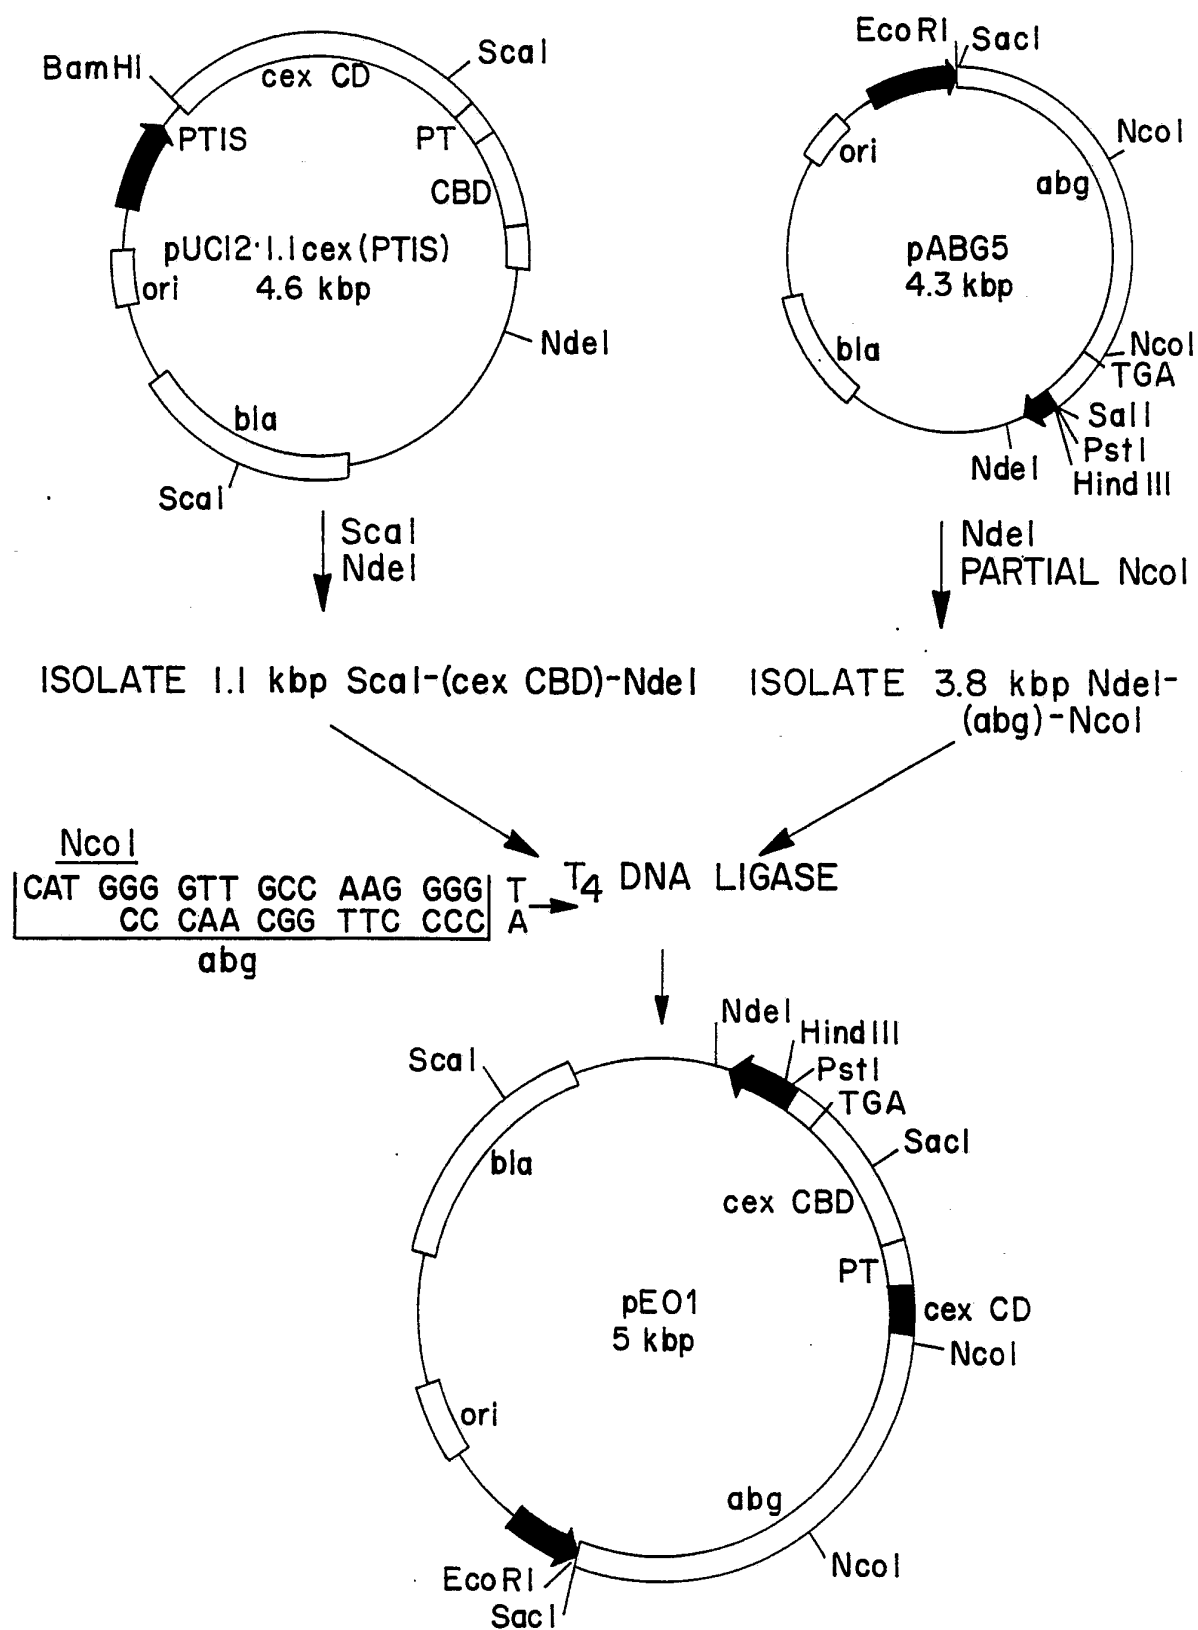 BamHI
cex CD
ScaI
PTIS
PT
CBD
pUC12·1.1cex(PTIS)
4.6 kbp
ori
NdeI
bla
ScaI
EcoRI
SacI
NcoI
ori
abg
pABG5
4.3 kbp
bla
NcoI
TGA
SalI
PstI
HindIII
NdeI
ScaI
NdeI
NdeI
PARTIAL NcoI
ISOLATE 1.1 kbp ScaI-(cex CBD)-NdeI
ISOLATE 3.8 kbp NdeI-
(abg)-NcoI
NcoI
CAT GGG GTT GCC AAG GGG T
CC CAA CGG TTC CCC A
abg
T4 DNA LIGASE
NdeI
HindIII
PstI
TGA
SacI
ScaI
bla
cex CBD
PT
cex CD
NcoI
pEO1
5 kbp
ori
abg
NcoI
EcoRI
SacI